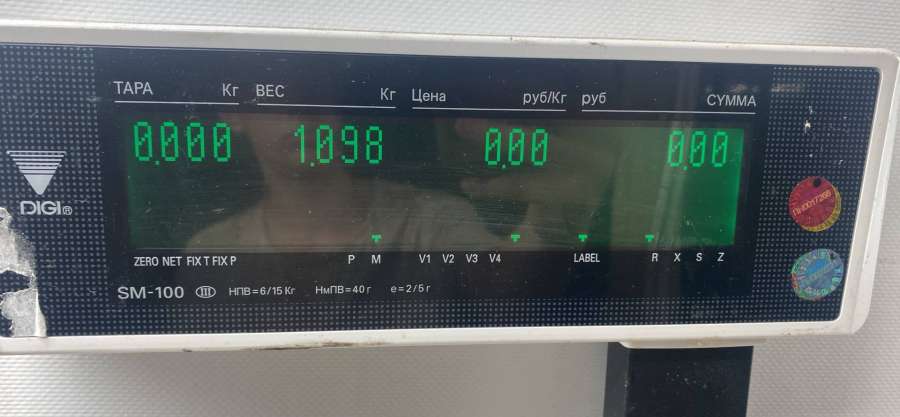 ТАРА Кг ВЕС Кг Цена руб/Кг руб СУММА
0.000 1.098 0.00 0.00
DIGI®
ZERO NET FIX T FIX P P M V1 V2 V3 V4 LABEL R X S Z
SM-100 III НПВ=6/15 Кг НмПВ=40 г e=2/5 г